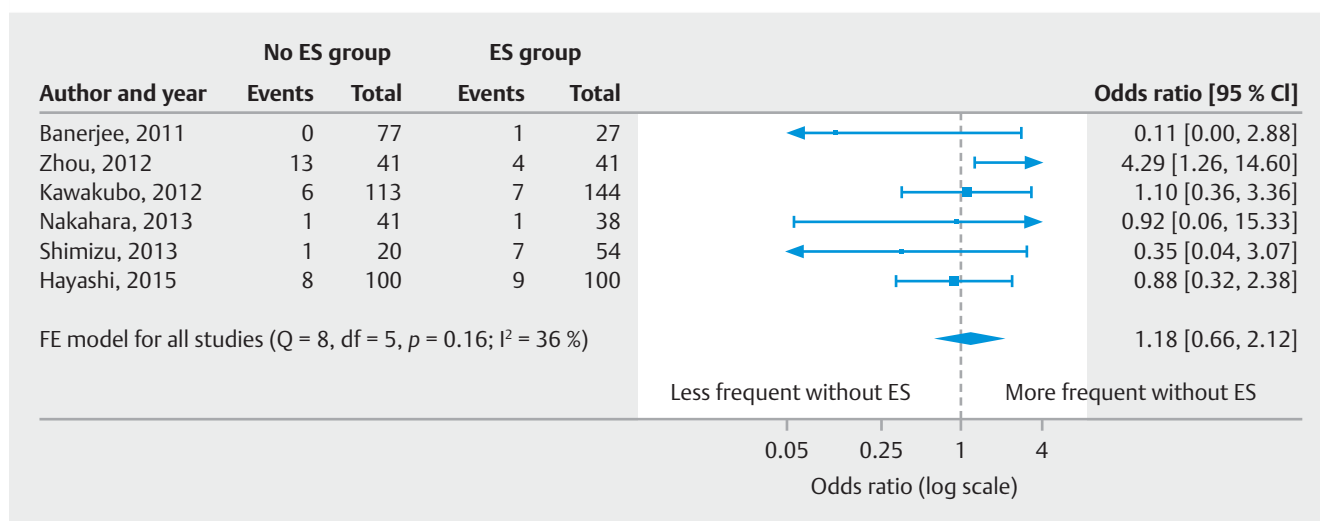 No ES group ES group
Author and year Events Total Events Total Odds ratio [95 % CI]
Banerjee, 2011 0 77 1 27 0.11 [0.00, 2.88]
Zhou, 2012 13 41 4 41 4.29 [1.26, 14.60]
Kawakubo, 2012 6 113 7 144 1.10 [0.36, 3.36]
Nakahara, 2013 1 41 1 38 0.92 [0.06, 15.33]
Shimizu, 2013 1 20 7 54 0.35 [0.04, 3.07]
Hayashi, 2015 8 100 9 100 0.88 [0.32, 2.38]
FE model for all studies (Q = 8, df = 5, p = 0.16; I² = 36 %) 1.18 [0.66, 2.12]
Less frequent without ES More frequent without ES
0.05 0.25 1 4
Odds ratio (log scale)